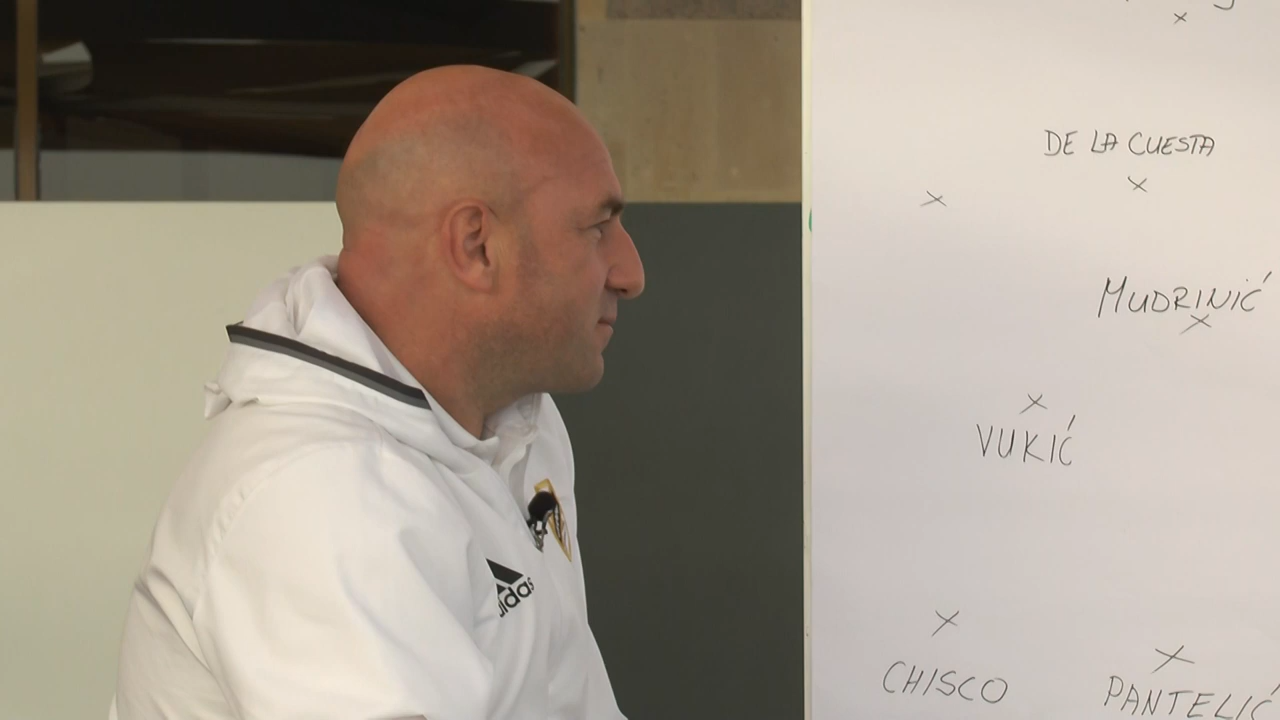 DE LA CUESTA
MUDRINIĆ
VUKIĆ
CHISCO
PANTELIĆ
adidas